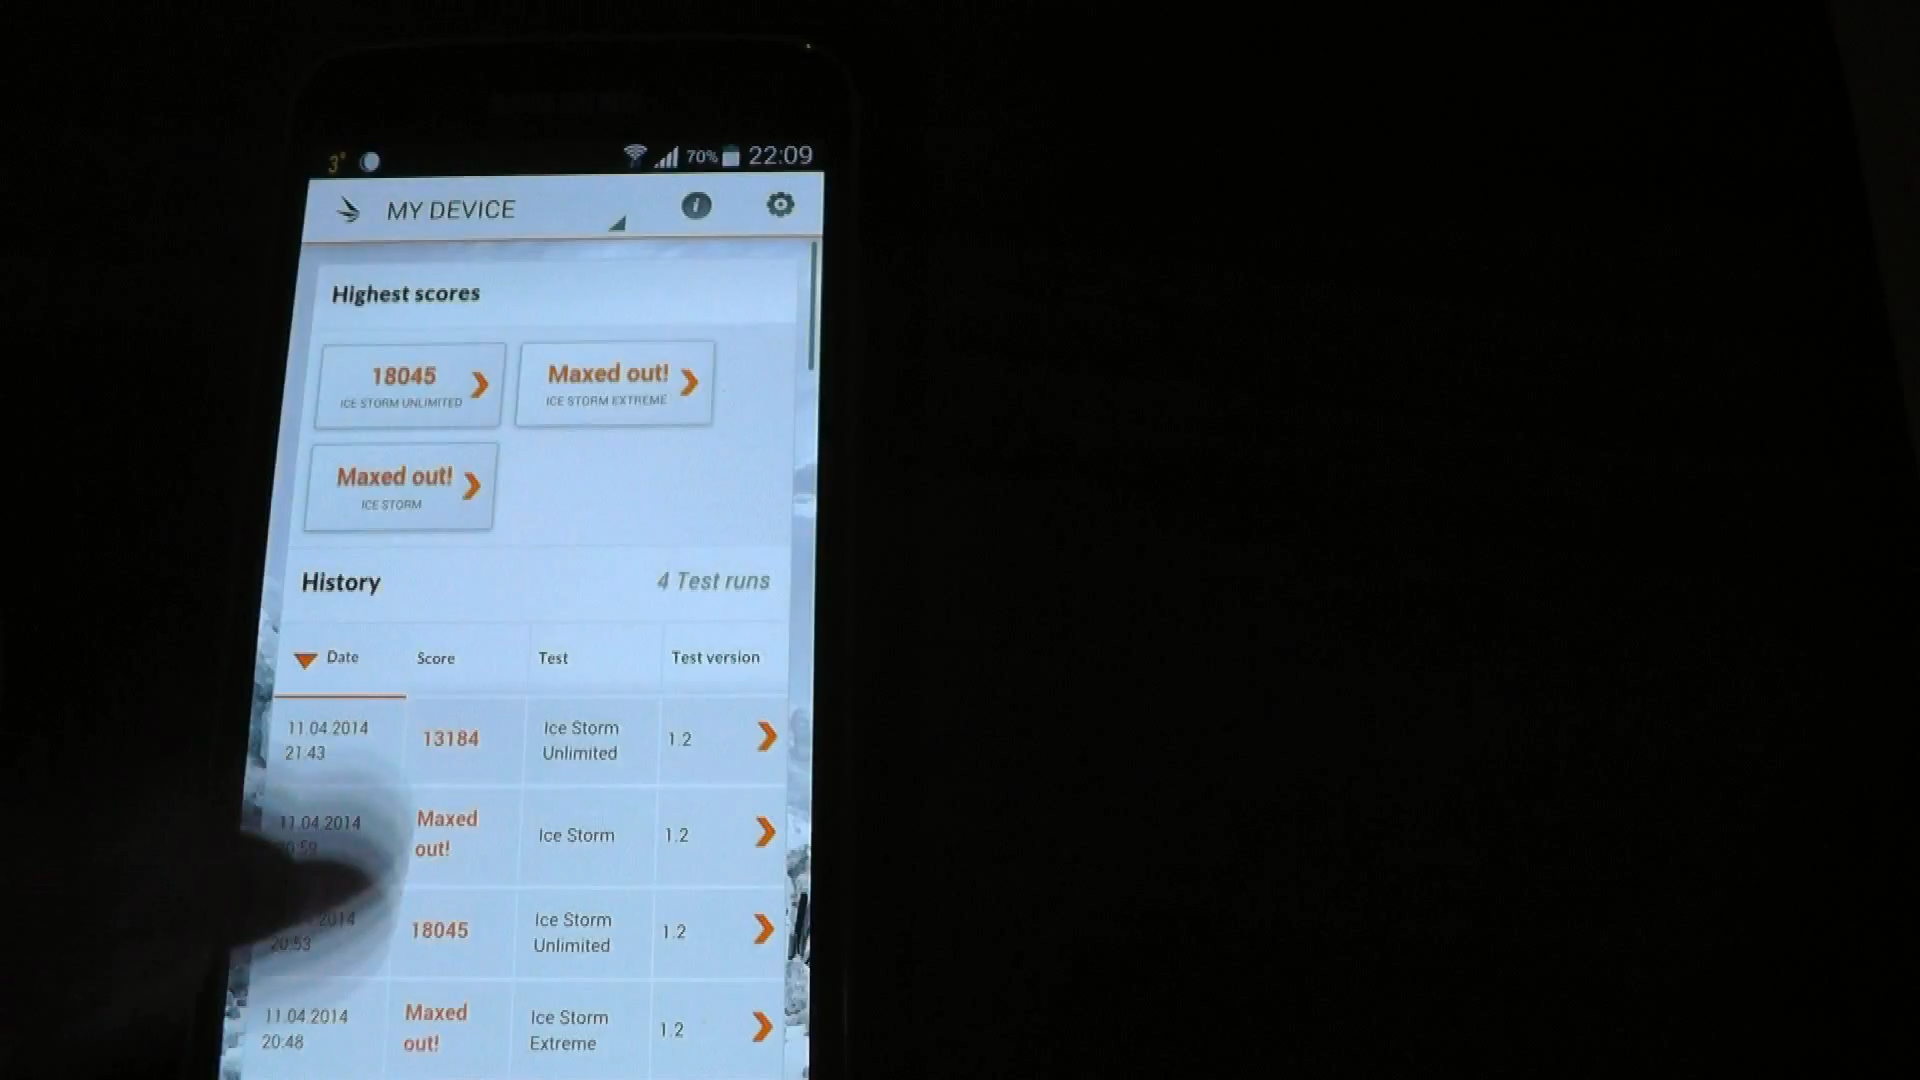 3°
70% 22:09
MY DEVICE
Highest scores
18045
ICE STORM UNLIMITED
Maxed out!
ICE STORM EXTREME
Maxed out!
ICE STORM
History
4 Test runs
Date Score Test Test version
11.04.2014
21:43
13184
Ice Storm
Unlimited
1.2
11.04.2014
20:59
Maxed
out!
Ice Storm
1.2
2014
20:53
18045
Ice Storm
Unlimited
1.2
11.04.2014
20:48
Maxed
out!
Ice Storm
Extreme
1.2